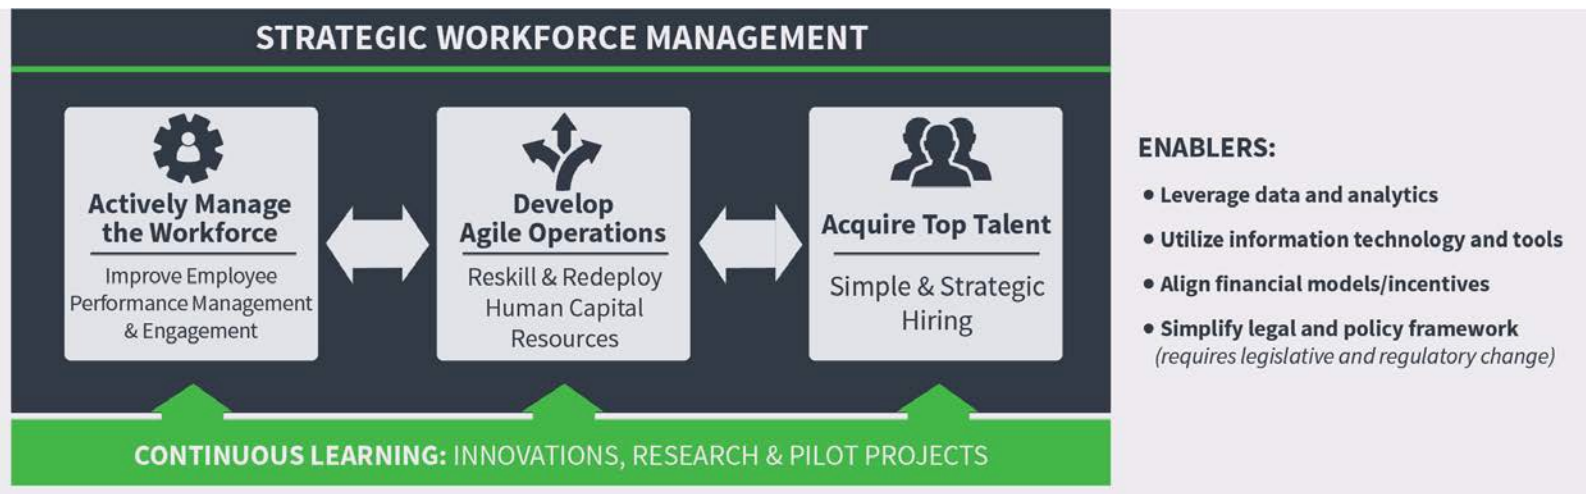 STRATEGIC WORKFORCE MANAGEMENT
Actively Manage
the Workforce
Improve Employee
Performance Management
& Engagement
Develop
Agile Operations
Reskill & Redeploy
Human Capital
Resources
Acquire Top Talent
Simple & Strategic
Hiring
CONTINUOUS LEARNING: INNOVATIONS, RESEARCH & PILOT PROJECTS
ENABLERS:
• Leverage data and analytics
• Utilize information technology and tools
• Align financial models/incentives
• Simplify legal and policy framework
(requires legislative and regulatory change)